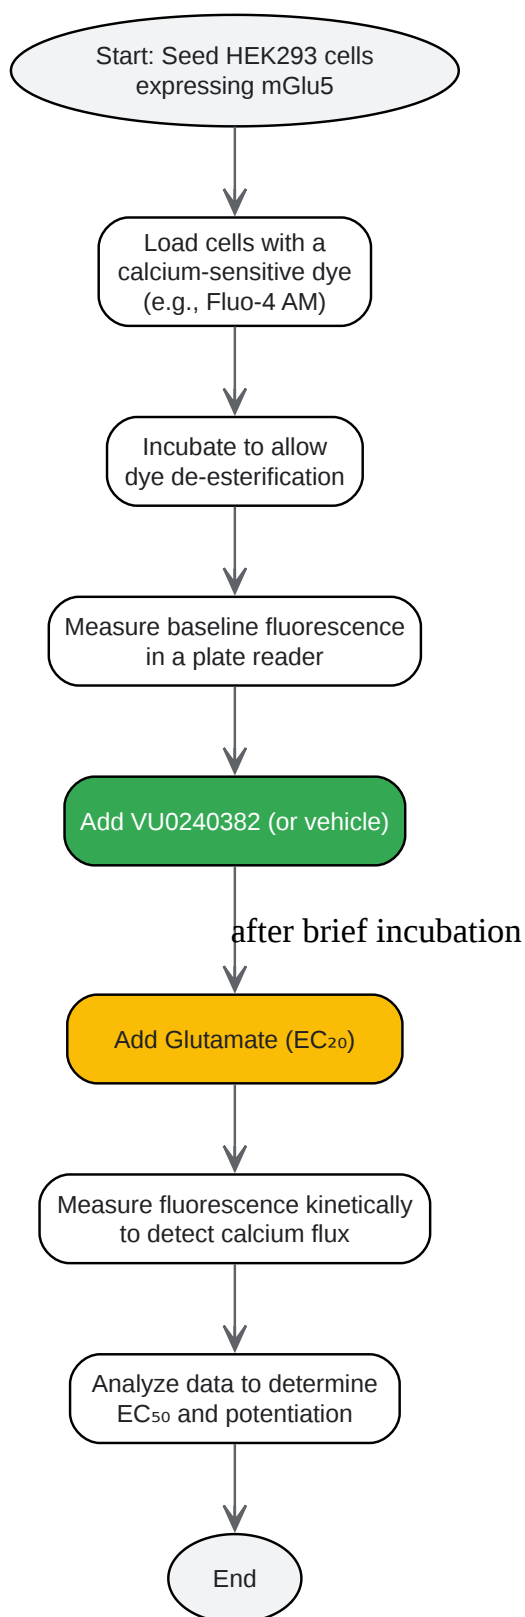 Start: Seed HEK293 cells
expressing mGlu5
Load cells with a
calcium-sensitive dye
(e.g., Fluo-4 AM)
Incubate to allow
dye de-esterification
Measure baseline fluorescence
in a plate reader
Add VU0240382 (or vehicle)
after brief incubation
Add Glutamate (EC₂₀)
Measure fluorescence kinetically
to detect calcium flux
Analyze data to determine
EC₅₀ and potentiation
End